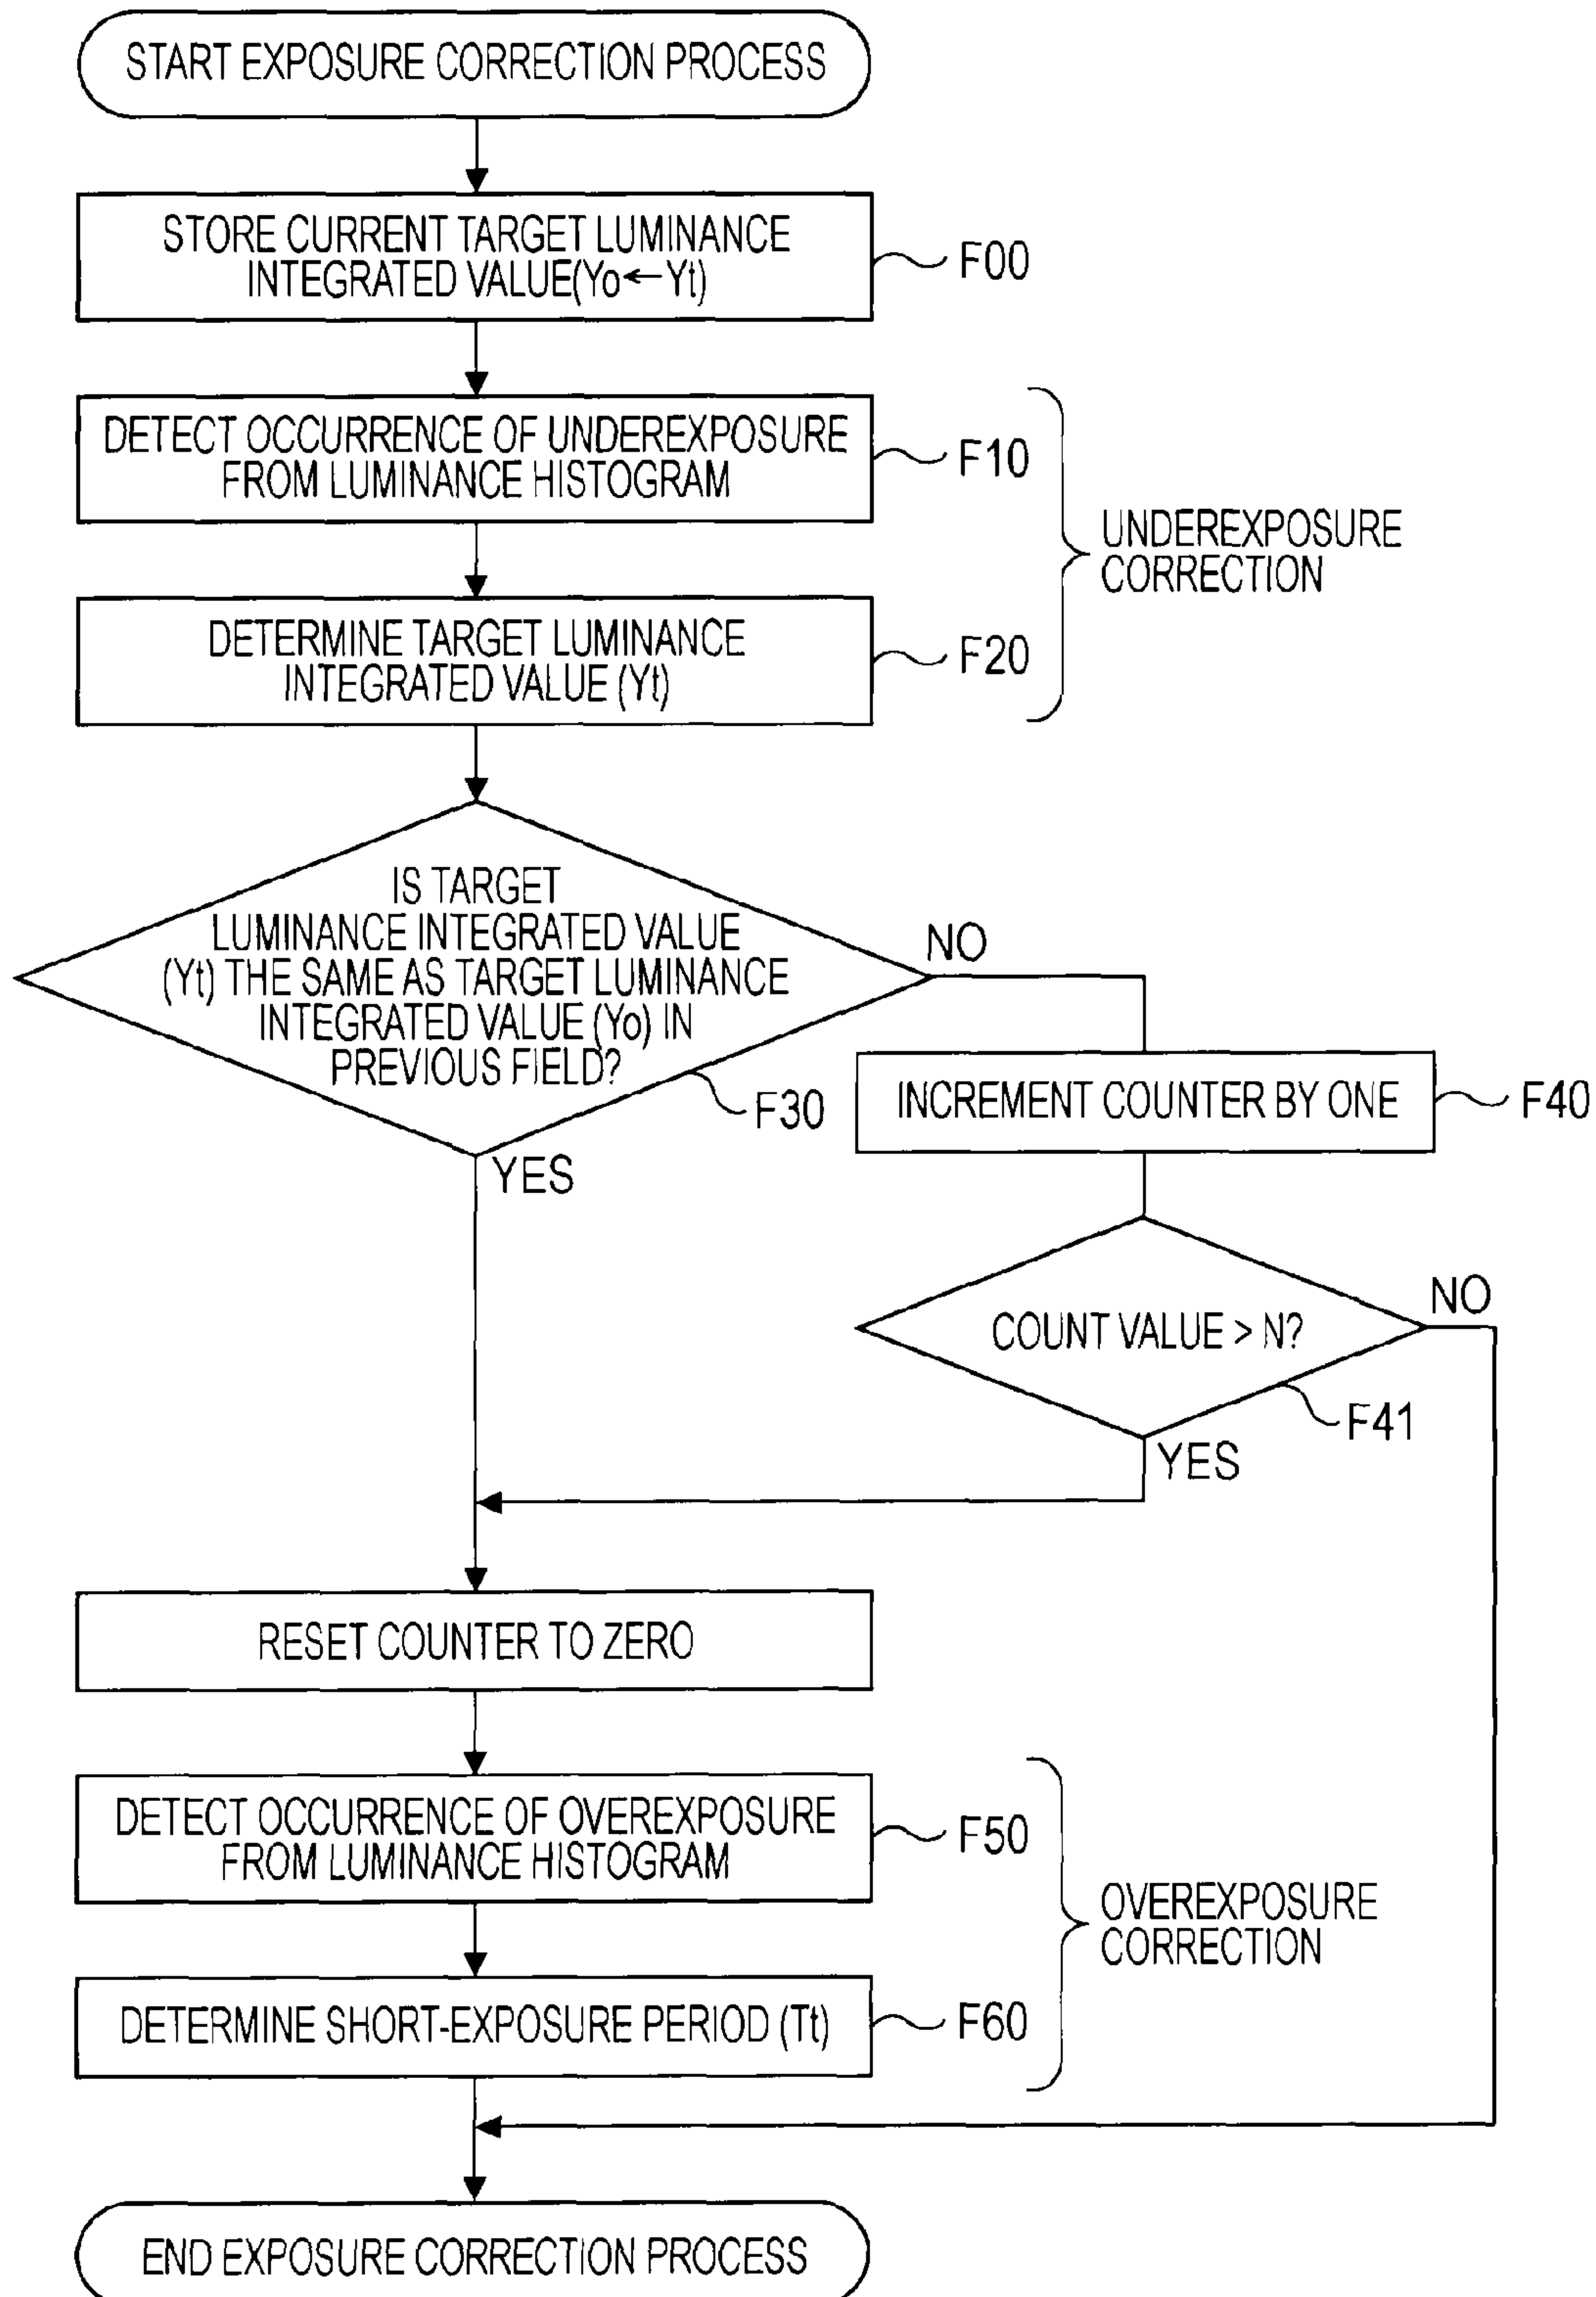 START EXPOSURE CORRECTION PROCESS
STORE CURRENT TARGET LUMINANCE
INTEGRATED VALUE(Yo←Yt)
F00
DETECT OCCURRENCE OF UNDEREXPOSURE
FROM LUMINANCE HISTOGRAM
F10
UNDEREXPOSURE
CORRECTION
DETERMINE TARGET LUMINANCE
INTEGRATED VALUE (Yt)
F20
IS TARGET
LUMINANCE INTEGRATED VALUE
(Yt) THE SAME AS TARGET LUMINANCE
INTEGRATED VALUE (Yo) IN
PREVIOUS FIELD?
F30
NO
YES
INCREMENT COUNTER BY ONE
F40
COUNT VALUE > N?
F41
NO
YES
RESET COUNTER TO ZERO
DETECT OCCURRENCE OF OVEREXPOSURE
FROM LUMINANCE HISTOGRAM
F50
OVEREXPOSURE
CORRECTION
DETERMINE SHORT-EXPOSURE PERIOD (Tt)
F60
END EXPOSURE CORRECTION PROCESS